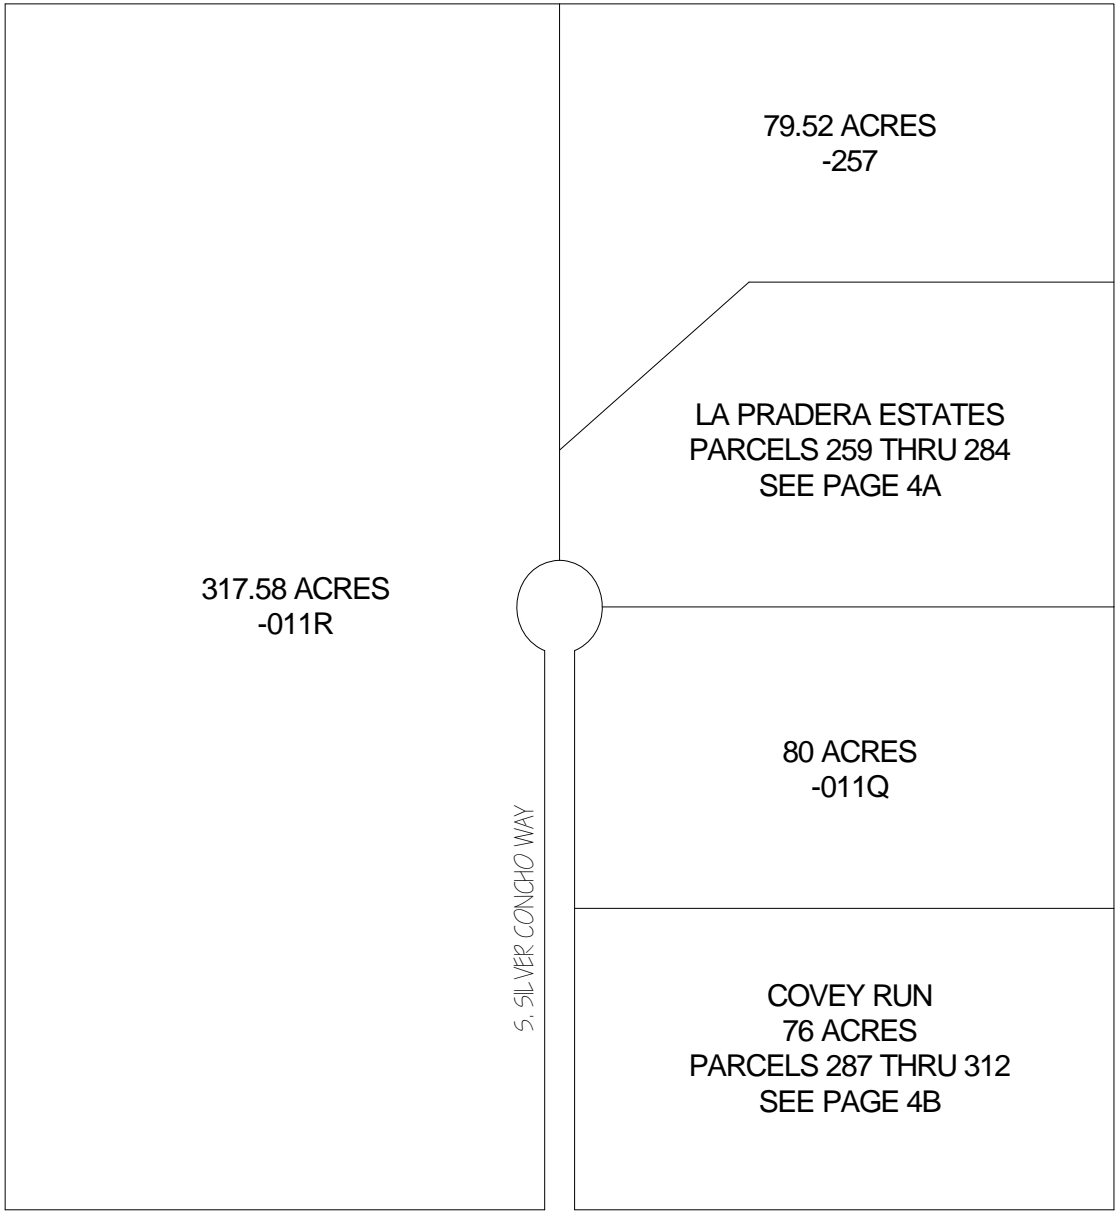 79.52 ACRES
-257
LA PRADERA ESTATES
PARCELS 259 THRU 284
SEE PAGE 4A
317.58 ACRES
-011R
80 ACRES
-011Q
S. SILVER CONCHO WAY
COVEY RUN
76 ACRES
PARCELS 287 THRU 312
SEE PAGE 4B